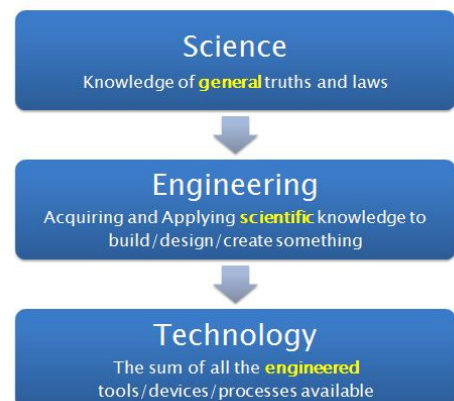 Science
Knowledge of general truths and laws
Engineering
Acquiring and Applying scientific knowledge to
build/design/create something
Technology
The sum of all the engineered
tools/devices/processes available